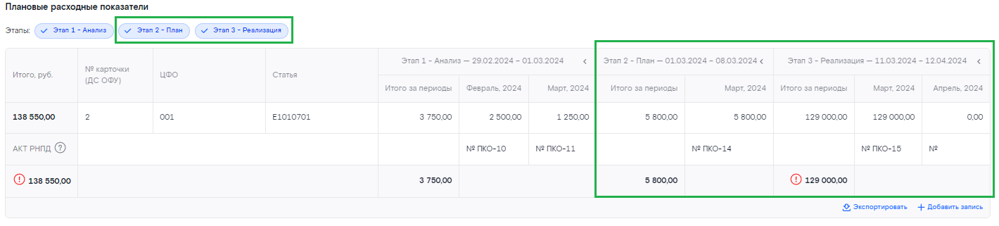 Плановые расходные показатели
Этапы: Этап 1 - Анализ Этап 2 - План Этап 3 - Реализация
Итого, руб. № карточки (ДС ОФУ) ЦФО Статья Этап 1 - Анализ — 29.02.2024 – 01.03.2024 Этап 2 - План — 01.03.2024 – 08.03.2024 Этап 3 - Реализация — 11.03.2024 – 12.04.2024
Итого за периоды Февраль, 2024 Март, 2024 Итого за периоды Март, 2024 Итого за периоды Март, 2024 Апрель, 2024
138 550,00 2 001 E1010701 3 750,00 2 500,00 1 250,00 5 800,00 5 800,00 129 000,00 129 000,00 0,00
АКТ РНПД ? № ПКО-10 № ПКО-11 № ПКО-14 № ПКО-15 №
! 138 550,00 3 750,00 5 800,00 ! 129 000,00
Экспортировать + Добавить запись